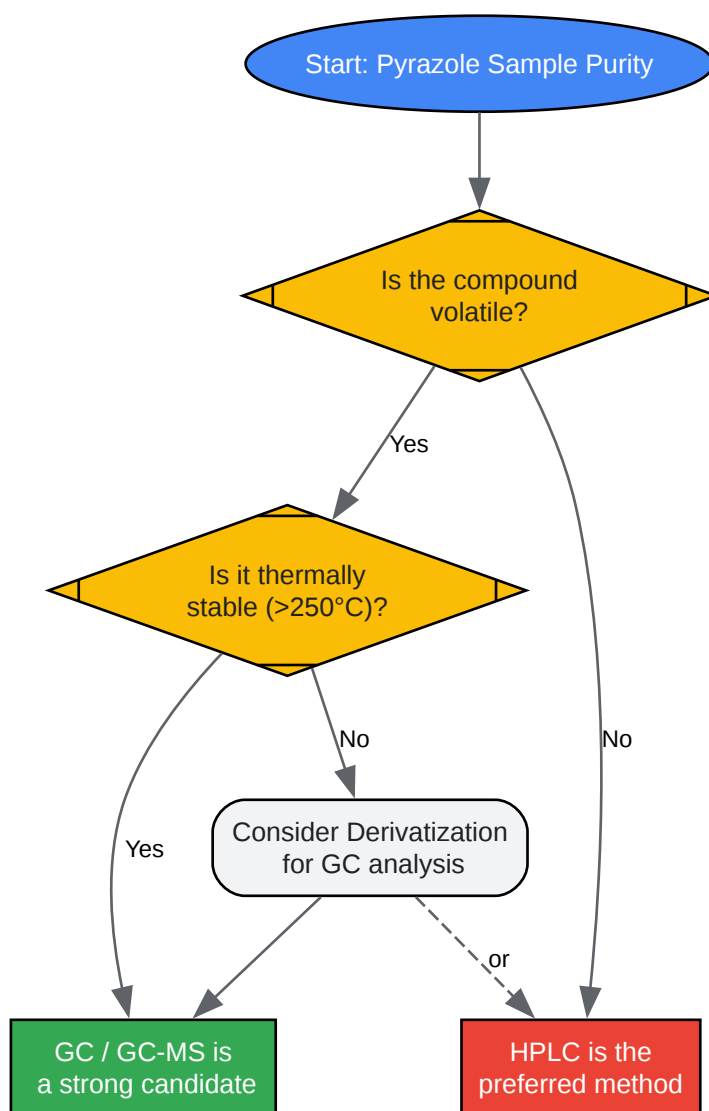 Start: Pyrazole Sample Purity
Is the compound
volatile?
Yes
Is it thermally
stable (>250°C)?
No
No
Consider Derivatization
for GC analysis
Yes
or
GC / GC-MS is
a strong candidate
HPLC is the
preferred method